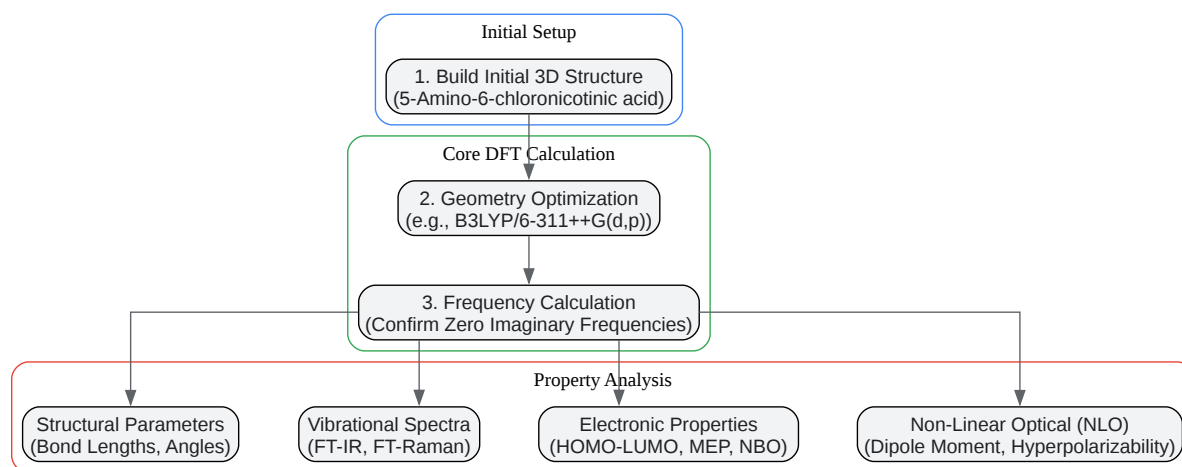 Initial Setup
1. Build Initial 3D Structure
(5-Amino-6-chloronicotinic acid)
Core DFT Calculation
2. Geometry Optimization
(e.g., B3LYP/6-311++G(d,p))
3. Frequency Calculation
(Confirm Zero Imaginary Frequencies)
Property Analysis
Structural Parameters
(Bond Lengths, Angles)
Vibrational Spectra
(FT-IR, FT-Raman)
Electronic Properties
(HOMO-LUMO, MEP, NBO)
Non-Linear Optical (NLO)
(Dipole Moment, Hyperpolarizability)